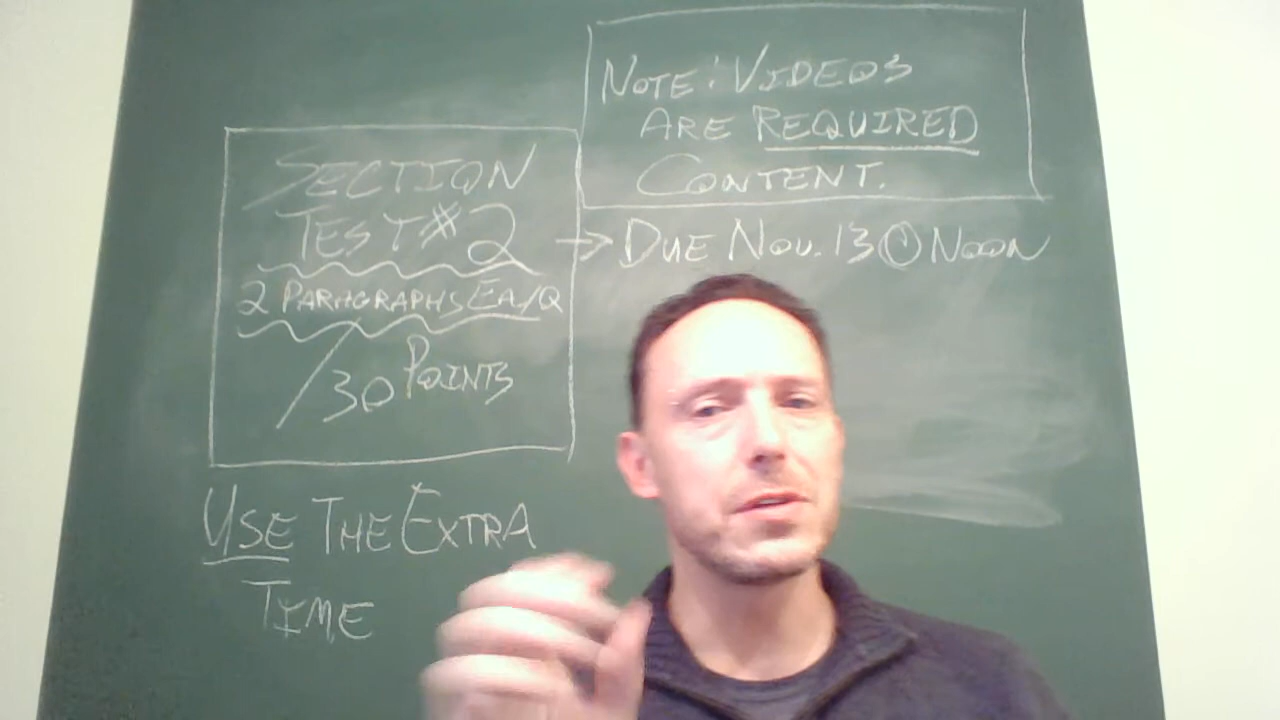 NOTE: VIDEOS
ARE REQUIRED
CONTENT.
SECTION
TEST #2
2 PARAGRAPHS EA/Q
/30 POINTS
→ DUE NOV. 13 @ NOON
USE THE EXTRA
TIME